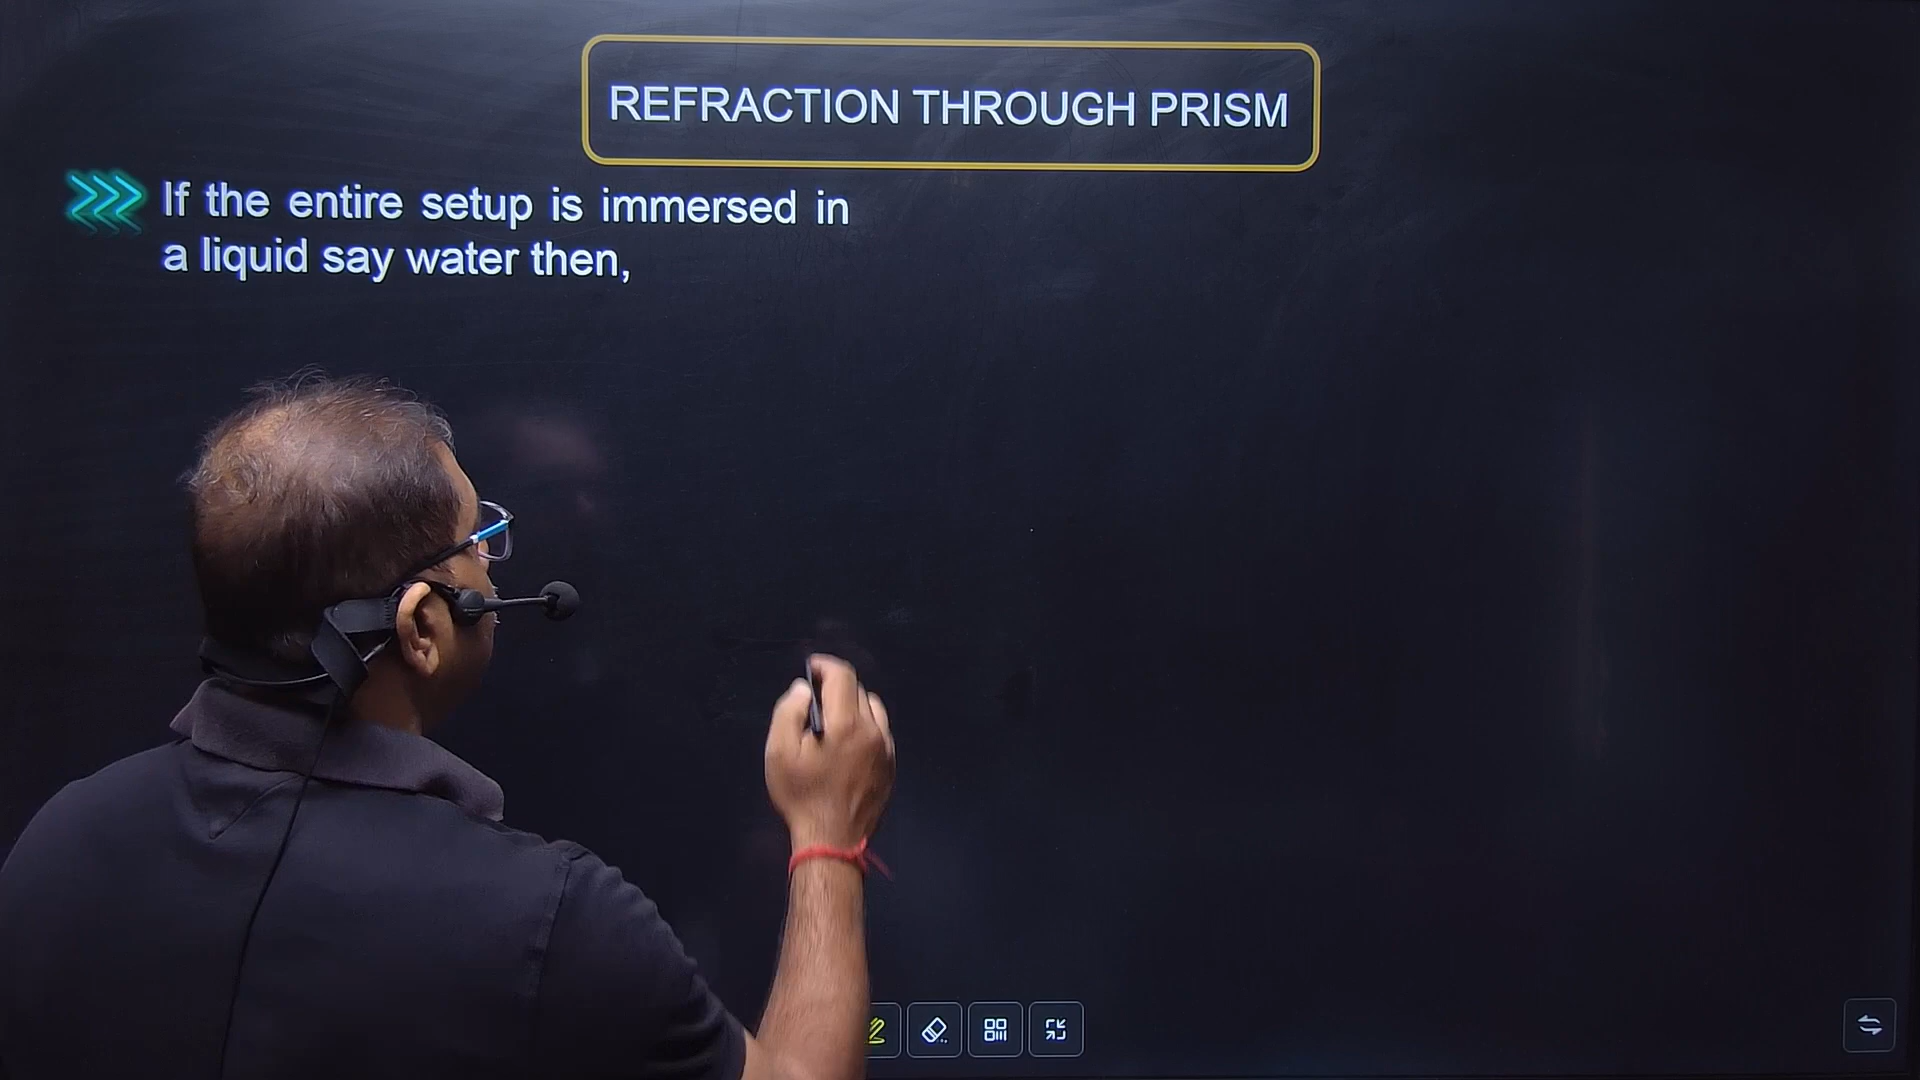 REFRACTION THROUGH PRISM
If the entire setup is immersed in
a liquid say water then,